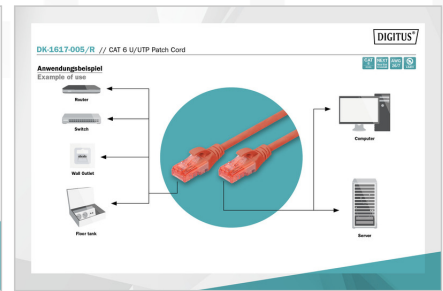 DIGITUS®
DK-1617-005/R // CAT 6 U/UTP Patch Cord
Anwendungsbeispiel
Example of use
Router
Switch
Wall Outlet
Floor tank
Computer
Server